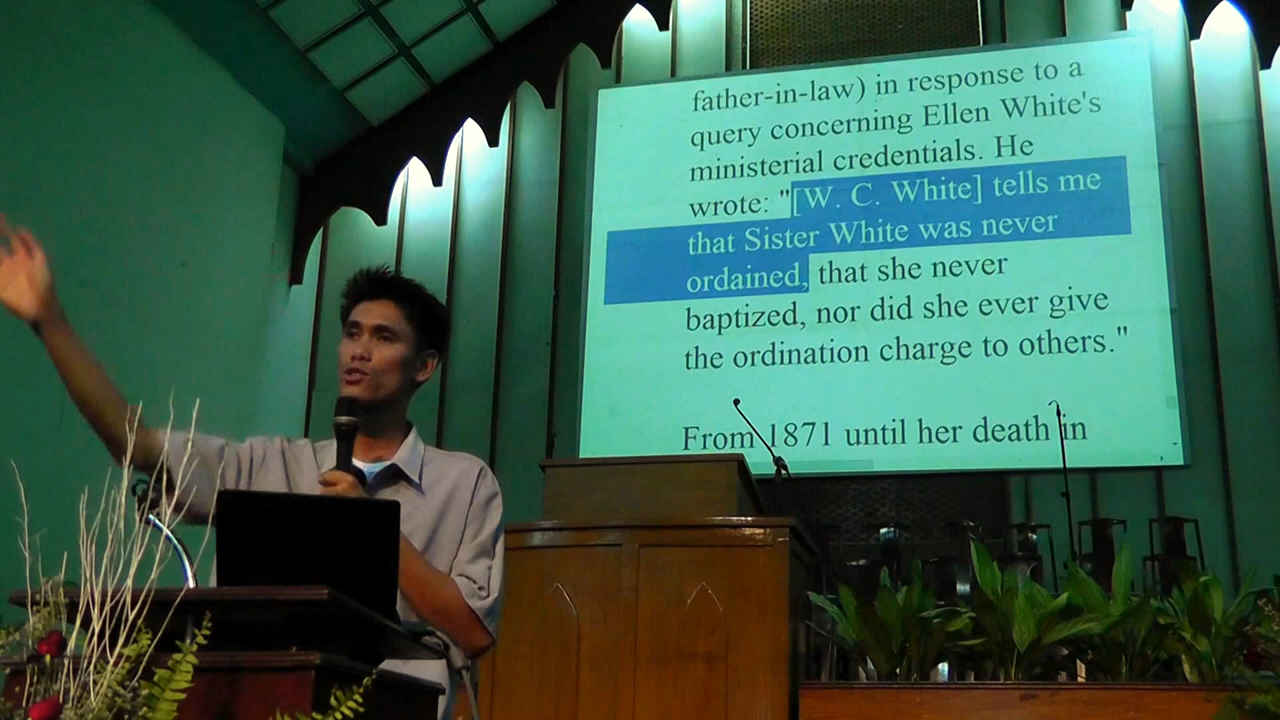 father-in-law) in response to a
query concerning Ellen White's
ministerial credentials. He
wrote: "[W. C. White] tells me
that Sister White was never
ordained, that she never
baptized, nor did she ever give
the ordination charge to others."
From 1871 until her death in